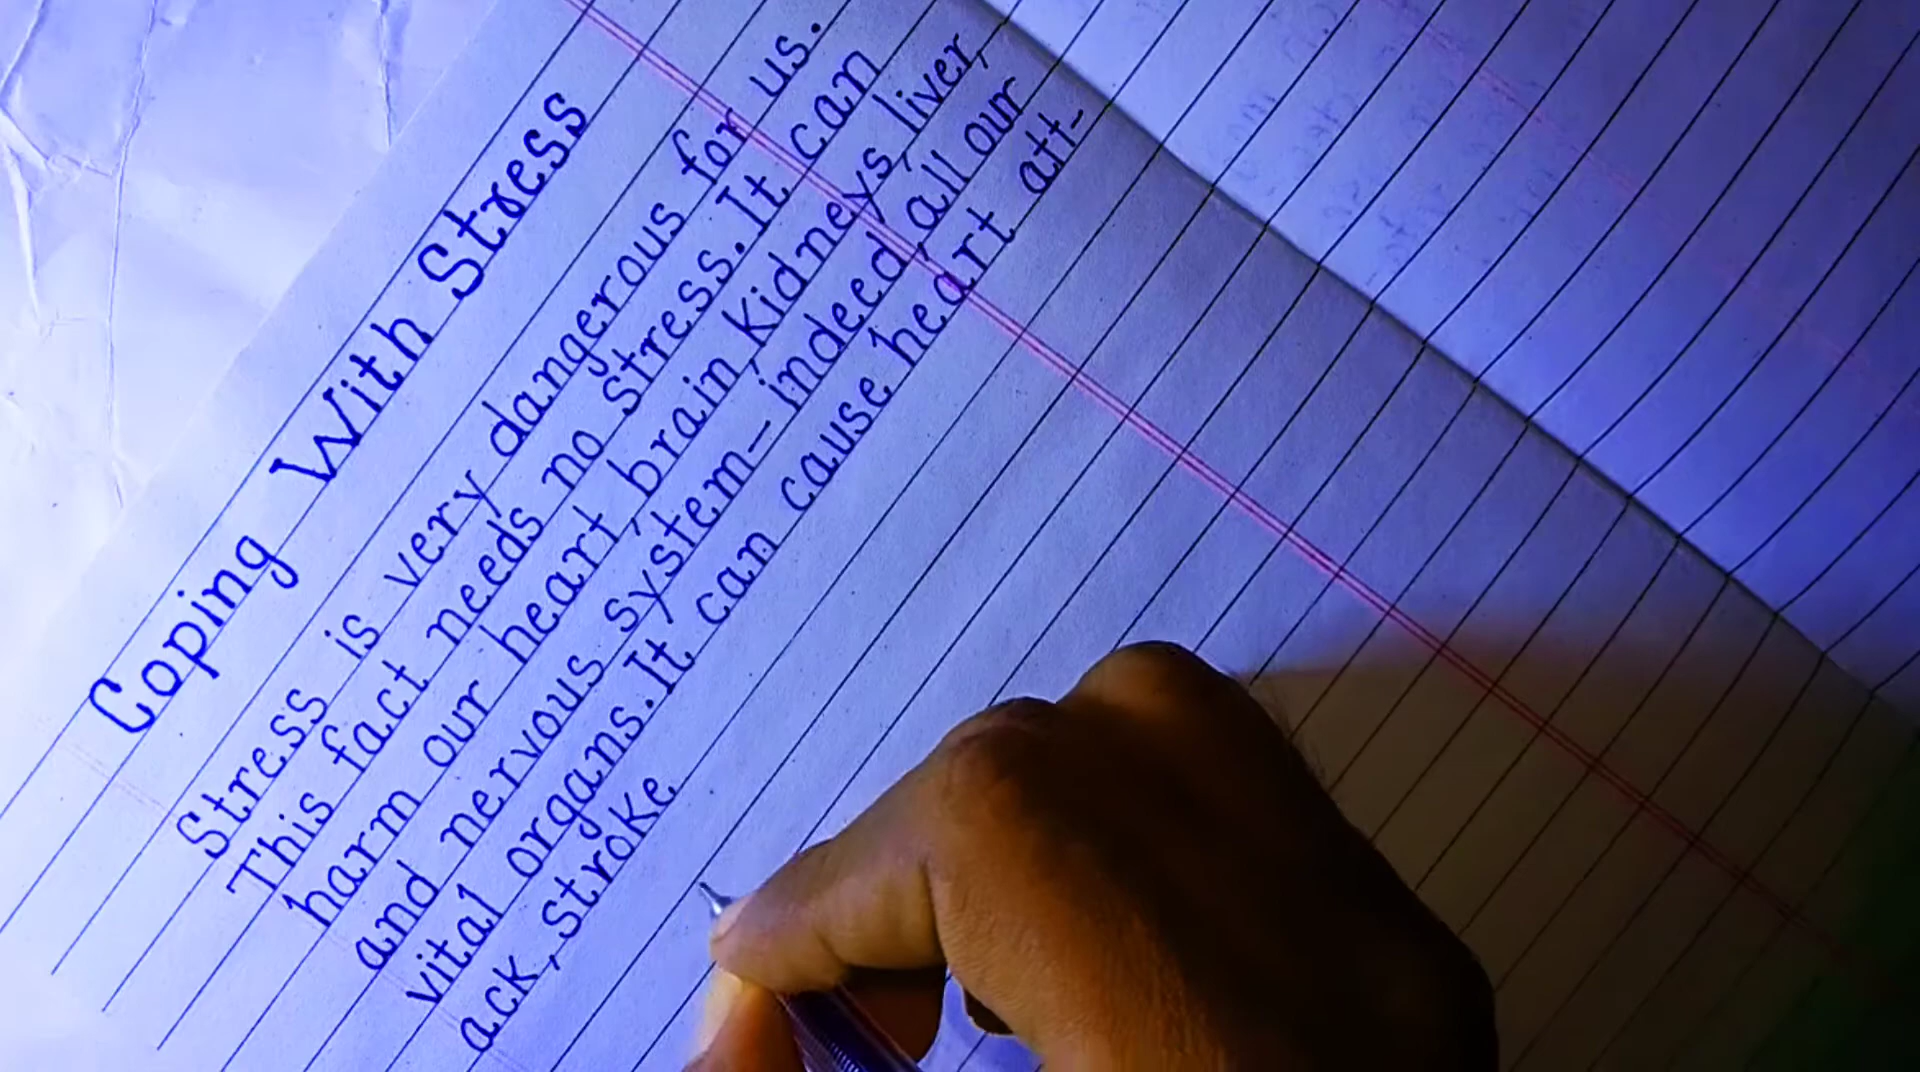 Coping With Stress
Stress is very dangerous for us.
This fact needs no stress. It can
harm our heart, brain, kidneys, liver,
and nervous system- indeed, all our
vital organs. It can cause heart att-
ack, stroke